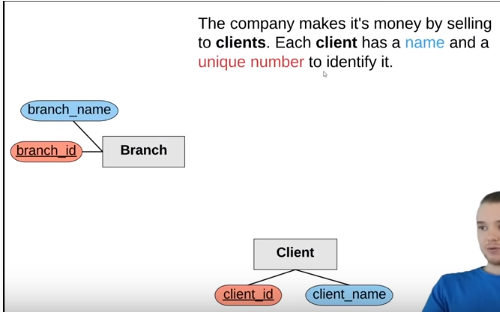 The company makes it's money by selling
to clients. Each client has a name and a
unique number to identify it.
branch_name
branch_id
Branch
Client
client_id
client_name